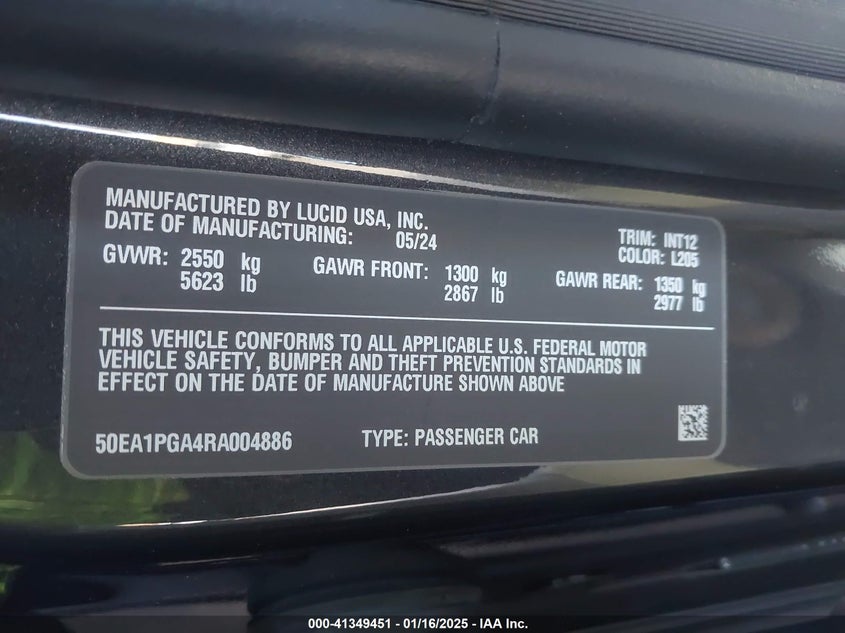 MANUFACTURED BY LUCID USA, INC.
DATE OF MANUFACTURING: 05/24
TRIM: INT12
COLOR: L205
GVWR: 2550 kg
5623 lb
GAWR FRONT: 1300 kg
2867 lb
GAWR REAR: 1350 kg
2977 lb
THIS VEHICLE CONFORMS TO ALL APPLICABLE U.S. FEDERAL MOTOR
VEHICLE SAFETY, BUMPER AND THEFT PREVENTION STANDARDS IN
EFFECT ON THE DATE OF MANUFACTURE SHOWN ABOVE
50EA1PGA4RA004886 TYPE: PASSENGER CAR
000-41349451 - 01/16/2025 - IAA Inc.